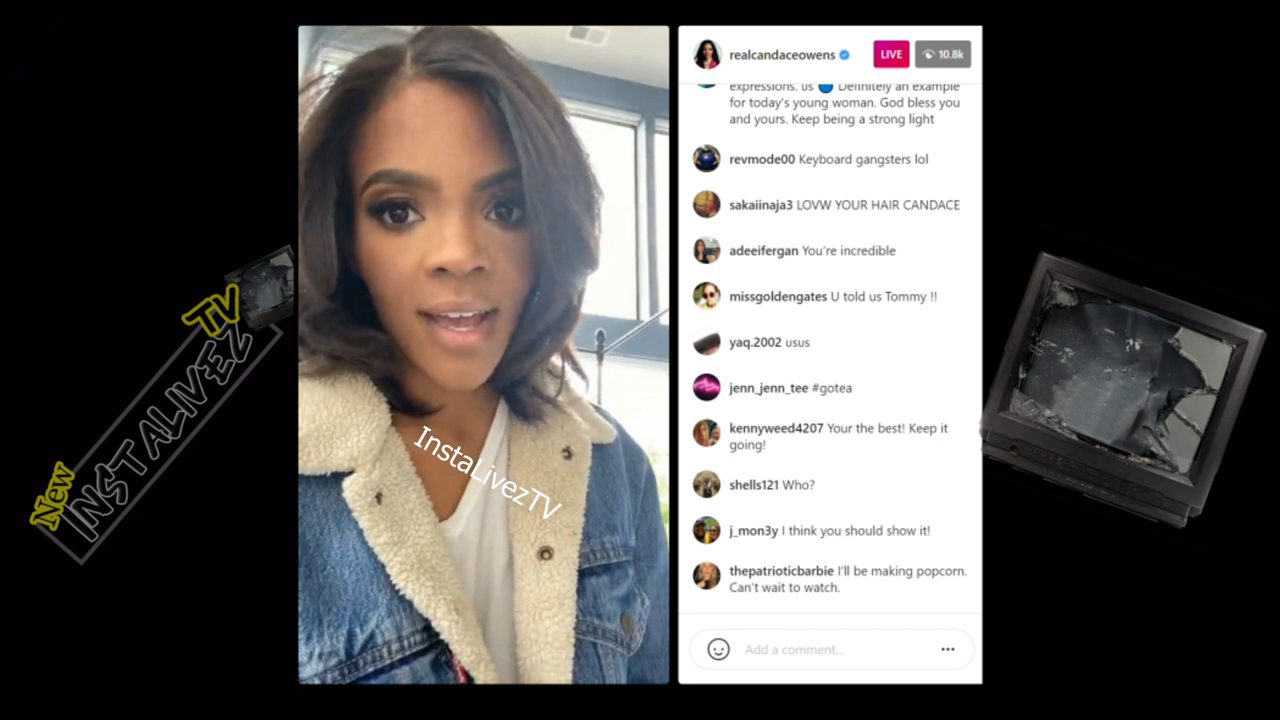 New
INSTALIVEZ
TV
InstaLivezTV
realcandaceowens
LIVE
10.8k
expressions. us Definitely an example
for today's young woman. God bless you
and yours. Keep being a strong light
revmode00 Keyboard gangsters lol
sakaiinaja3 LOVW YOUR HAIR CANDACE
adeeifergan You're incredible
missgoldengates U told us Tommy !!
yaq.2002 usus
jenn_jenn_tee #gotea
kennyweed4207 Your the best! Keep it
going!
shells121 Who?
j_mon3y I think you should show it!
thepatrioticbarbie I'll be making popcorn.
Can't wait to watch.
Add a comment...